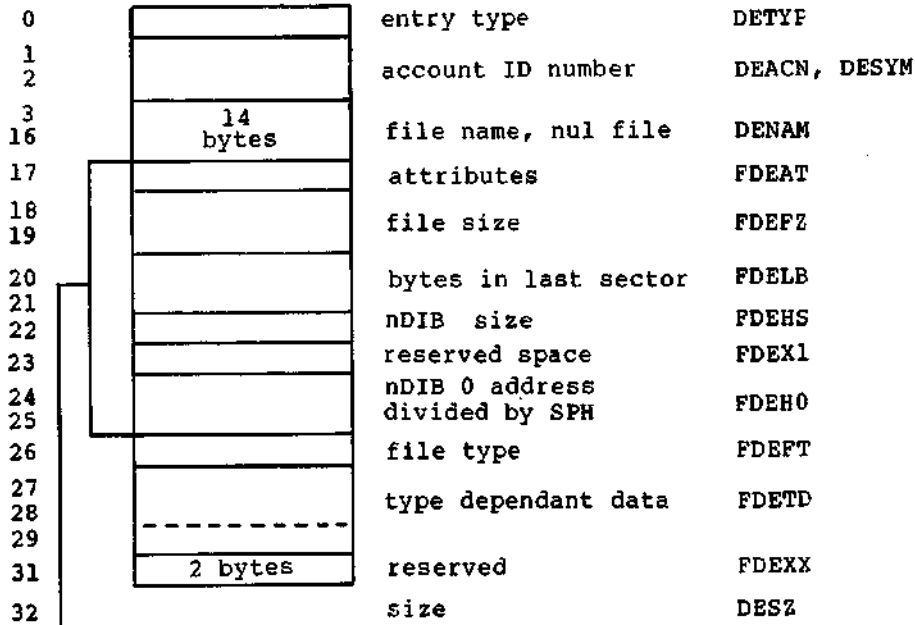 0 entry type DETYP
1
2 account ID number DEACN, DESYM
3 14
16 bytes file name, nul file DENAM
17 attributes FDEAT
18
19 file size FDEFZ
20 bytes in last sector FDELB
21
22 nDIB size FDEHS
23 reserved space FDEX1
24 nDIB 0 address
25 divided by SPH FDEH0
26 file type FDEFT
27
28 type dependant data FDETD
29
31 2 bytes reserved FDEXX
32 size DESZ